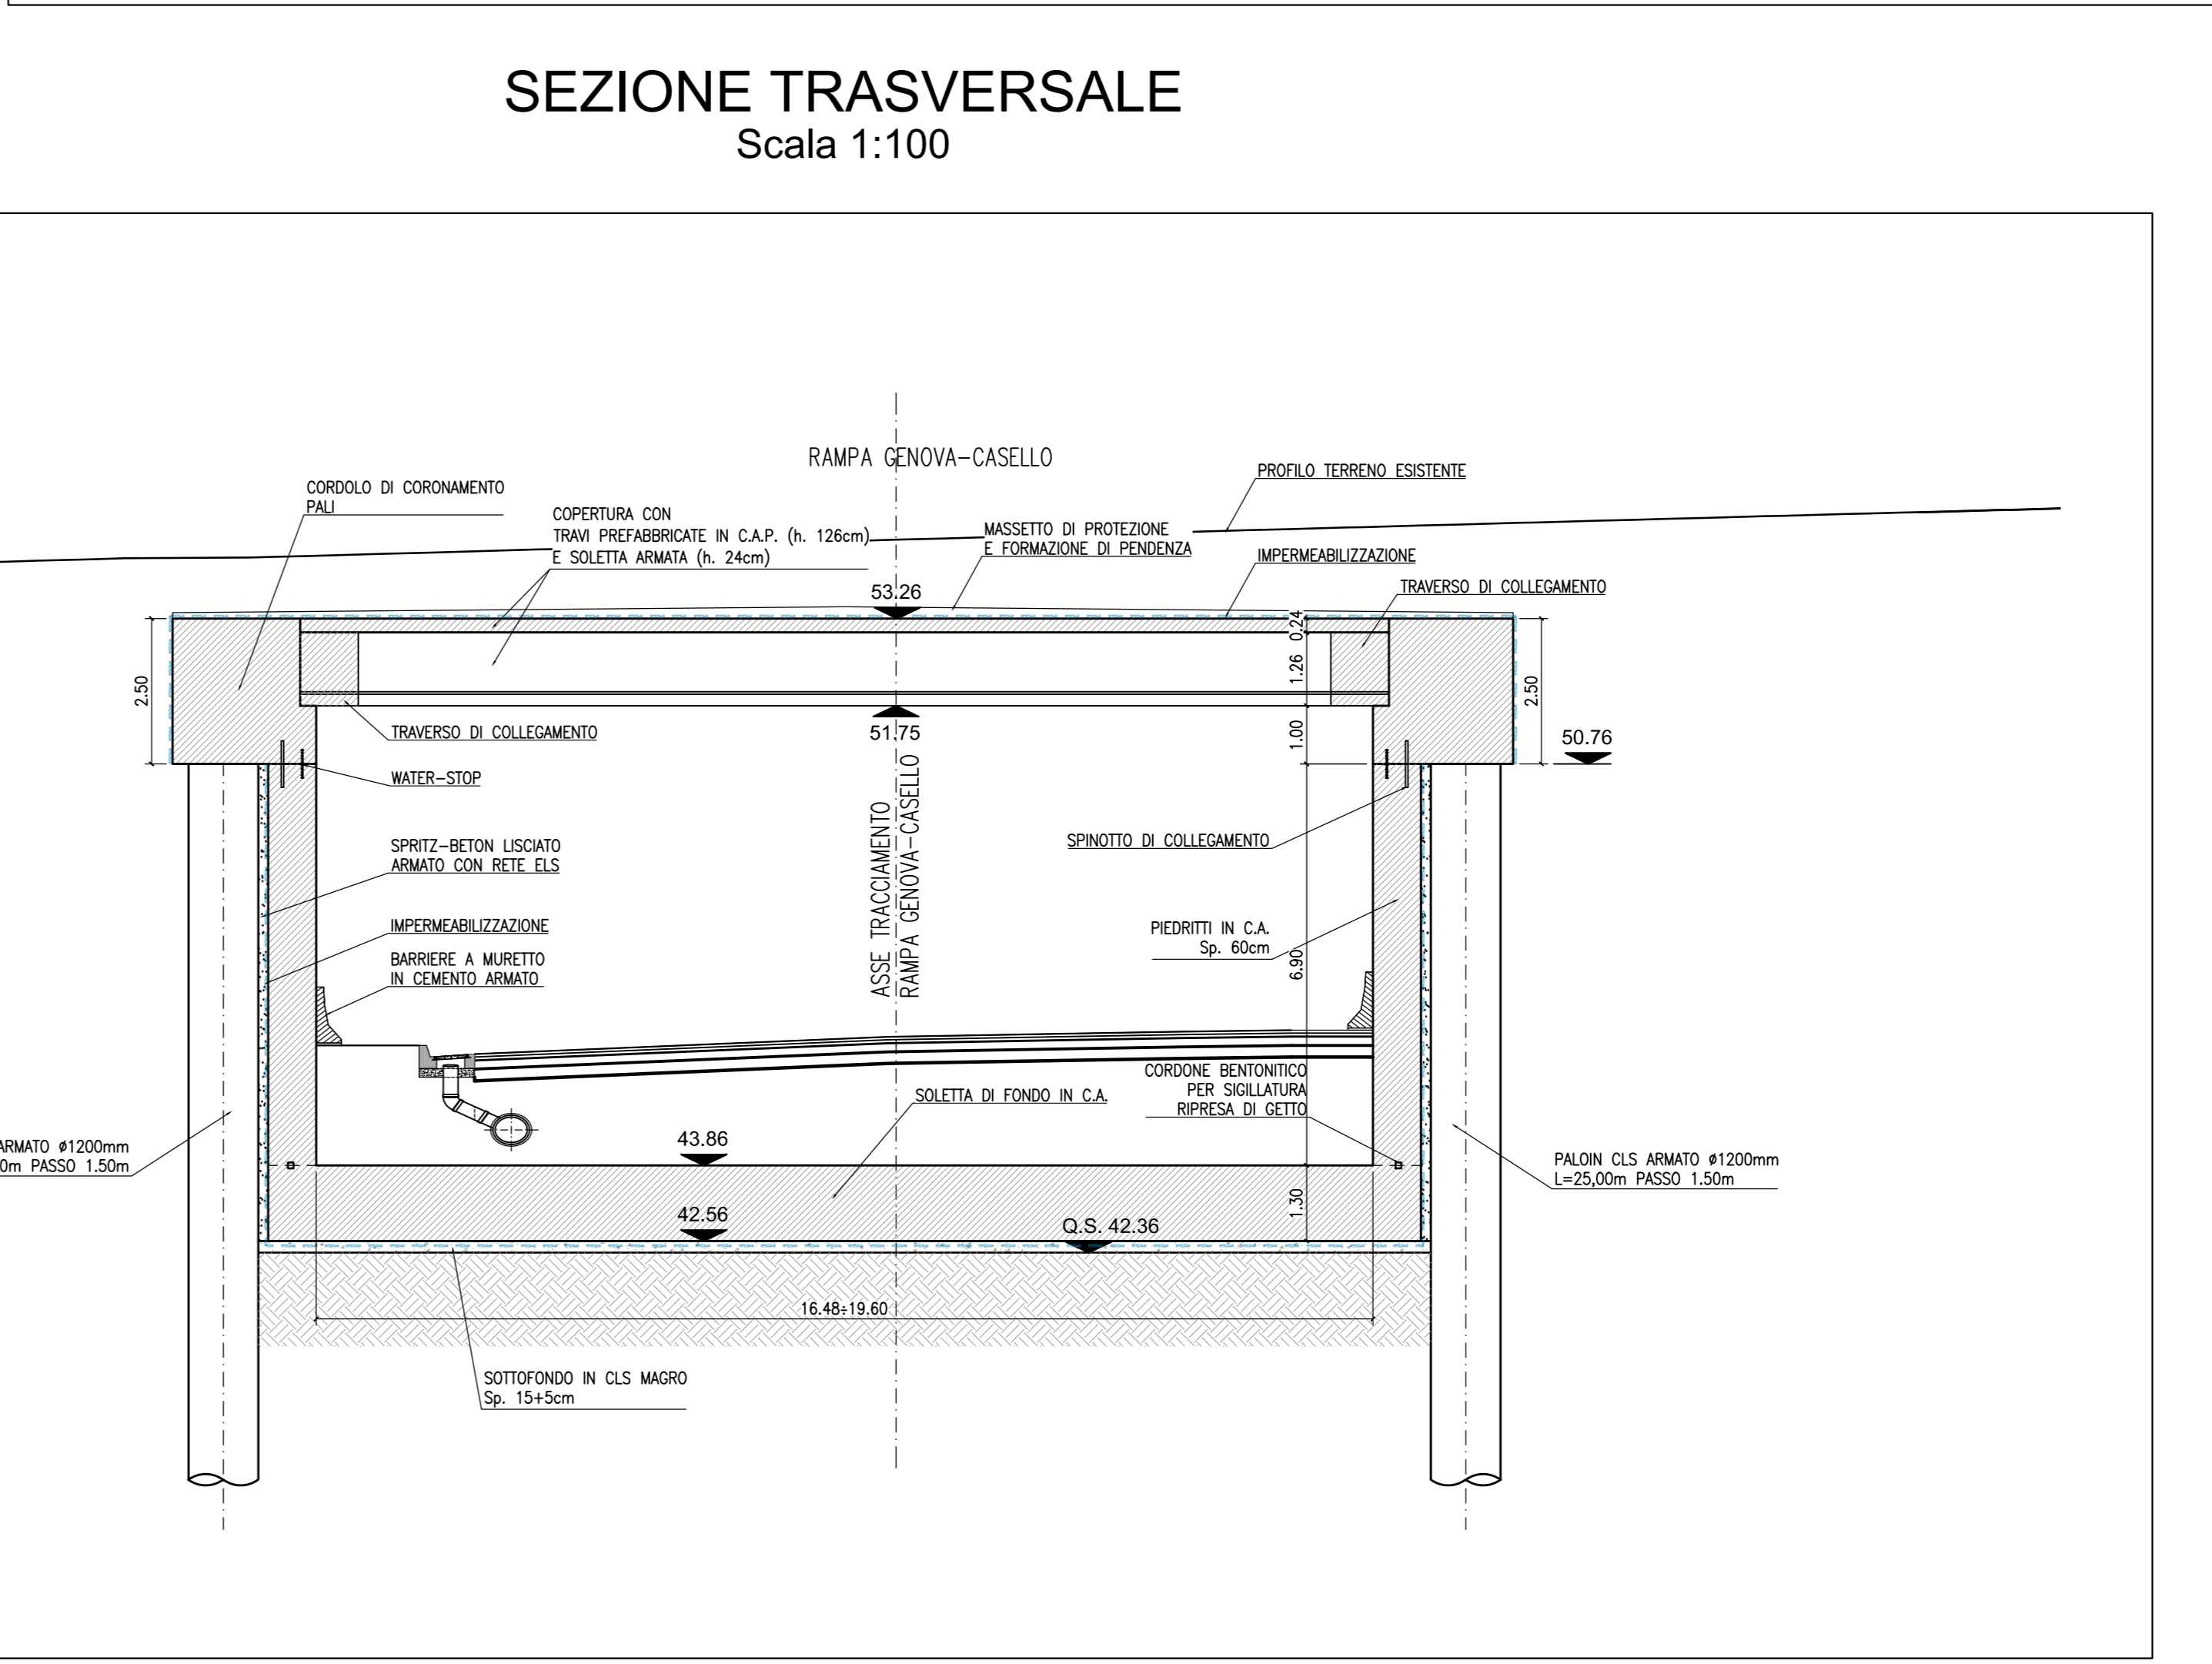 SEZIONE TRASVERSALE
Scala 1:100
RAMPA GENOVA-CASELLO
PROFILO TERRENO ESISTENTE
CORDOLO DI CORONAMENTO
PALI
COPERTURA CON
TRAVI PREFABBRICATE IN C.A.P. (h. 126cm)
E SOLETTA ARMATA (h. 24cm)
MASSETTO DI PROTEZIONE
E FORMAZIONE DI PENDENZA
IMPERMEABILIZZAZIONE
TRAVERSO DI COLLEGAMENTO
53.26
0.24
1.26
2.50
2.50
TRAVERSO DI COLLEGAMENTO
51.75
1.00
50.76
WATER-STOP
ASSE TRACCIAMENTO
RAMPA GENOVA-CASELLO
SPINOTTO DI COLLEGAMENTO
SPRITZ-BETON LISCIATO
ARMATO CON RETE ELS
IMPERMEABILIZZAZIONE
PIEDRITTI IN C.A.
Sp. 60cm
6.90
BARRIERE A MURETTO
IN CEMENTO ARMATO
CORDONE BENTONITICO
PER SIGILLATURA
RIPRESA DI GETTO
SOLETTA DI FONDO IN C.A.
43.86
ARMATO ø1200mm
0m PASSO 1.50m
PALOIN CLS ARMATO ø1200mm
L=25,00m PASSO 1.50m
1.30
42.56
Q.S. 42.36
16.48÷19.60
SOTTOFONDO IN CLS MAGRO
Sp. 15+5cm